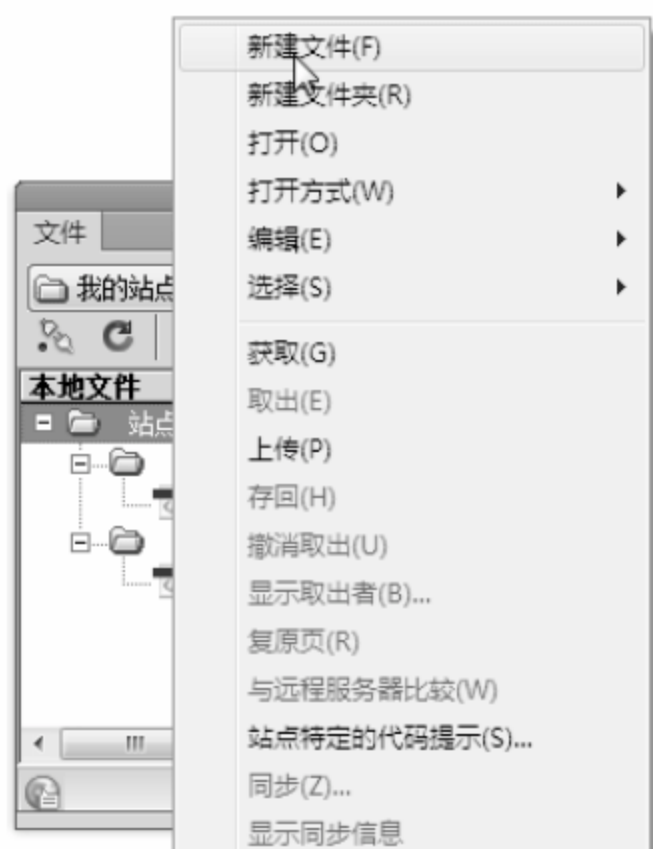 新建文件(F)
新建文件夹(R)
打开(O)
打开方式(W)
编辑(E)
选择(S)
获取(G)
取出(E)
上传(P)
存回(H)
撤消取出(U)
显示取出者(B)...
复原页(R)
与远程服务器比较(W)
站点特定的代码提示(S)...
同步(Z)...
显示同步信息
文件
我的站点
本地文件
站点